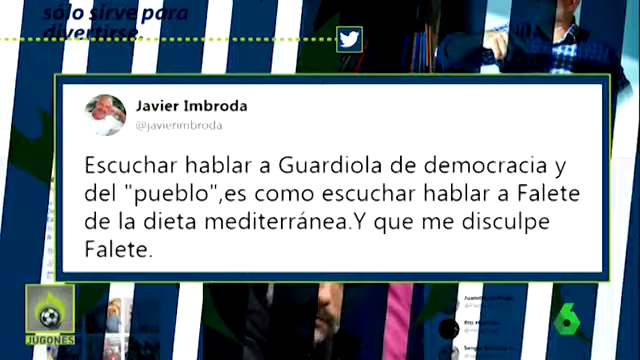 sólo sirve para
divertirse.
Javier Imbroda
@javierimbroda
Escuchar hablar a Guardiola de democracia y
del "pueblo",es como escuchar hablar a Falete
de la dieta mediterránea.Y que me disculpe
Falete.
JUGONES
6